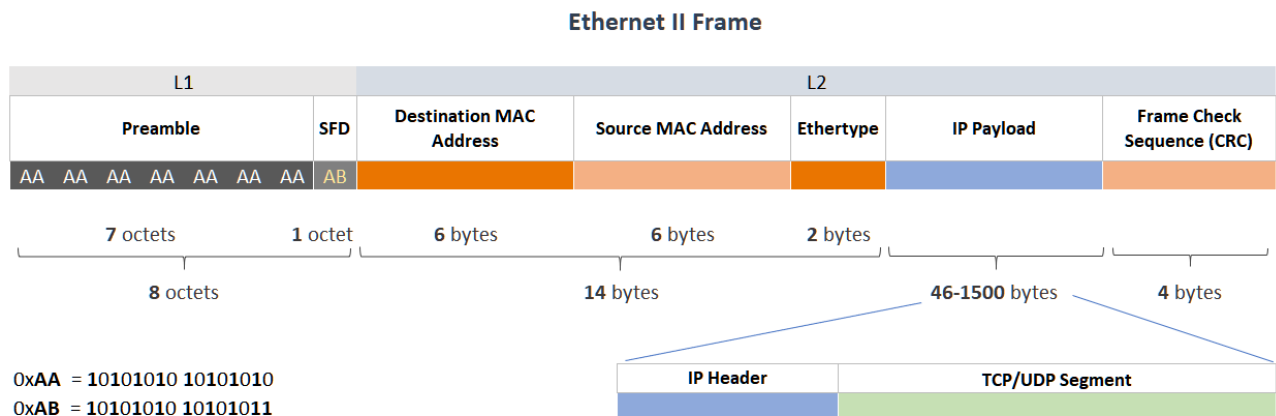 Ethernet II Frame
L1 L2
Preamble SFD Destination MAC Address Source MAC Address Ethertype IP Payload Frame Check Sequence (CRC)
AA AA AA AA AA AA AA AB
7 octets 1 octet 6 bytes 6 bytes 2 bytes
8 octets 14 bytes 46-1500 bytes 4 bytes
IP Header TCP/UDP Segment
0xAA = 10101010 10101010
0xAB = 10101010 10101011